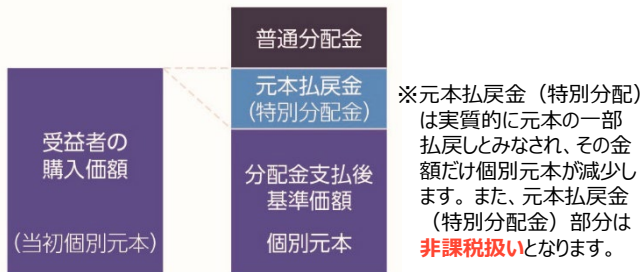 普通分配金
元本払戻金
(特別分配金)
受益者の
購入価額
(当初個別元本)
分配金支払後
基準価額
個別元本
※元本払戻金（特別分配）
は実質的に元本の一部
払戻しとみなされ、その金
額だけ個別元本が減少し
ます。また、元本払戻金
（特別分配金）部分は
非課税扱いとなります。